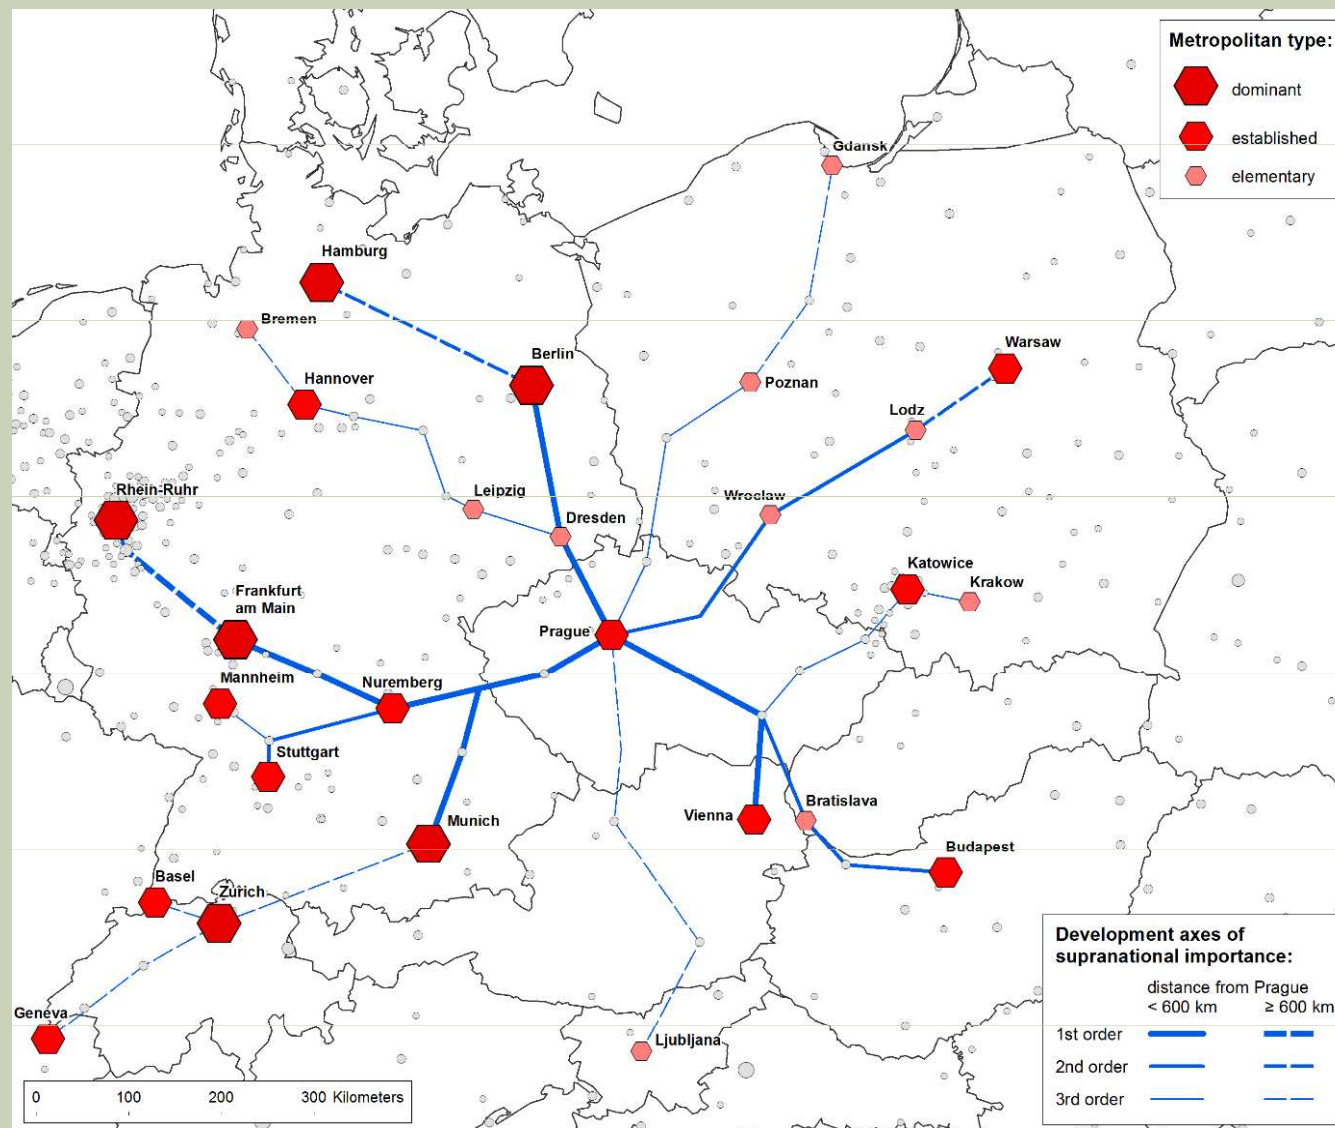 Metropolitan type:
dominant
established
elementary
Gdansk
Hamburg
Bremen
Berlin
Warsaw
Hannover
Poznan
Lodz
Rhein-Ruhr
Leipzig
Wroclaw
Dresden
Katowice
Krakow
Frankfurt
am Main
Prague
Mannheim
Nuremberg
Stuttgart
Vienna
Bratislava
Munich
Budapest
Basel
Zurich
Geneva
Ljubljana
Development axes of
supranational importance:
distance from Prague
< 600 km ≥ 600 km
1st order
2nd order
3rd order
0 100 200 300 Kilometers